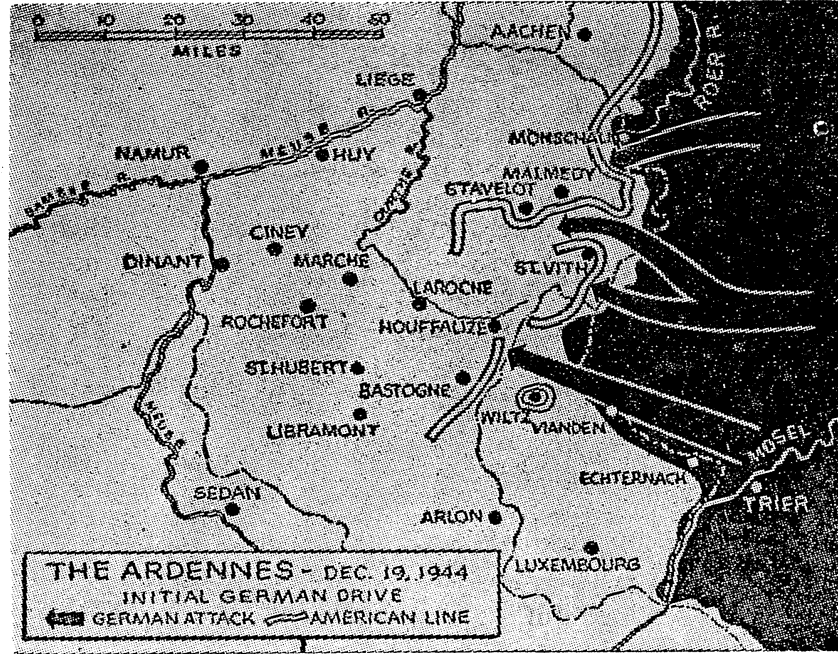 0 10 20 30 40 50
MILES
AACHEN
ROER R.
LIEGE
MONSCHAU
NAMUR
MEUSE R.
HUY
MALMEDY
STAVELOT
SAMBRE R.
OURTHE R.
CINEY
DINANT
MARCHE
ST.VITH
LAROCHE
ROCHEFORT
HOUFFALIZE
ST.HUBERT
BASTOGNE
LIBRAMONT
WILTZ
VIANDEN
MEUSE
MOSEL
ECHTERNACH
SEDAN
TRIER
ARLON
LUXEMBOURG
THE ARDENNES - DEC. 19, 1944
INITIAL GERMAN DRIVE
GERMAN ATTACK AMERICAN LINE